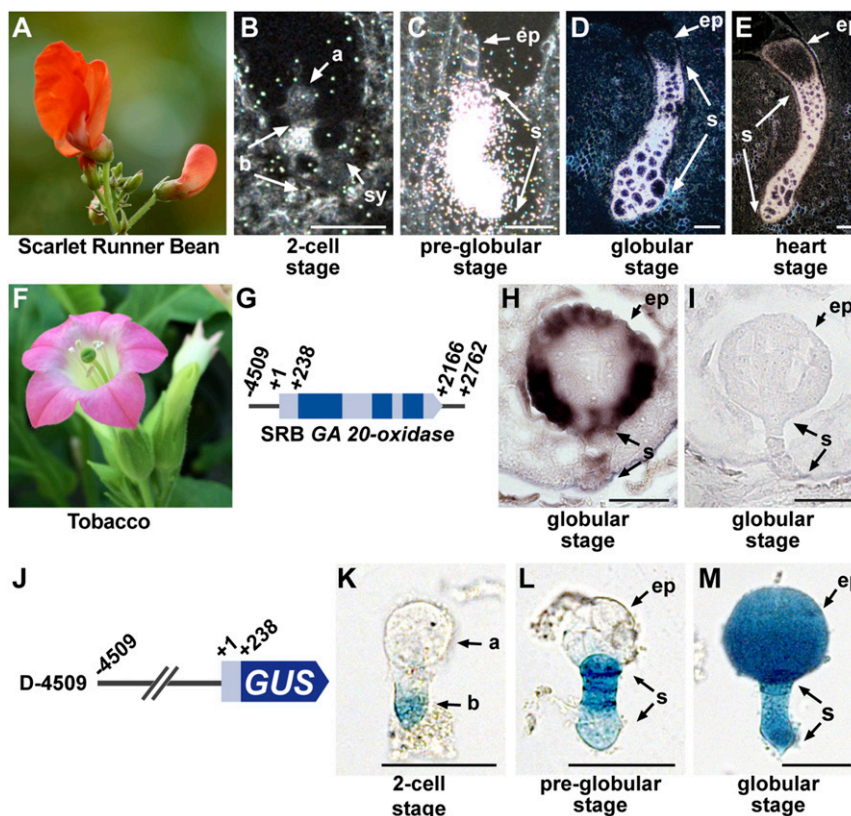 A
B
C
D
E
a
b
sy
ep
s
ep
s
ep
s
Scarlet Runner Bean
2-cell
stage
pre-globular
stage
globular
stage
heart
stage
F
G
H
I
-4509
+1
+238
+2166
+2762
SRB GA 20-oxidase
ep
s
ep
s
Tobacco
globular
stage
globular
stage
J
K
L
M
D-4509
-4509
+1
+238
GUS
a
b
ep
s
ep
s
2-cell
stage
pre-globular
stage
globular
stage